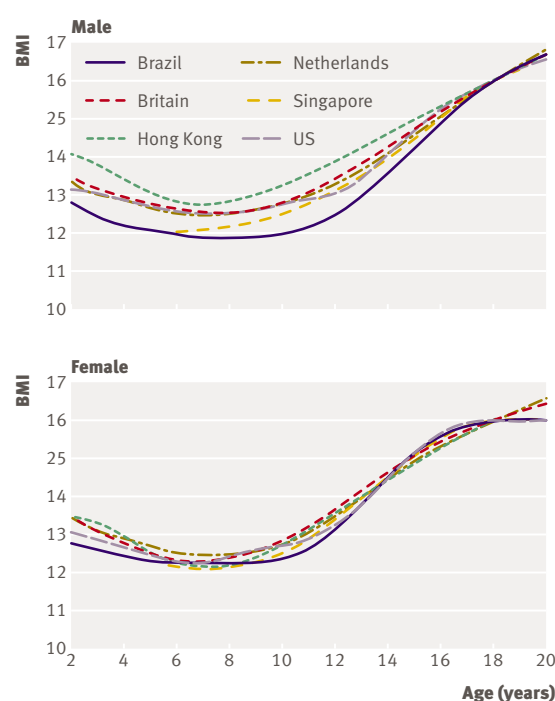 Male
BMI
17
16
25
14
13
12
11
10
Brazil
Netherlands
Britain
Singapore
Hong Kong
US
Female
BMI
17
16
25
14
13
12
11
10
2 4 6 8 10 12 14 16 18 20
Age (years)